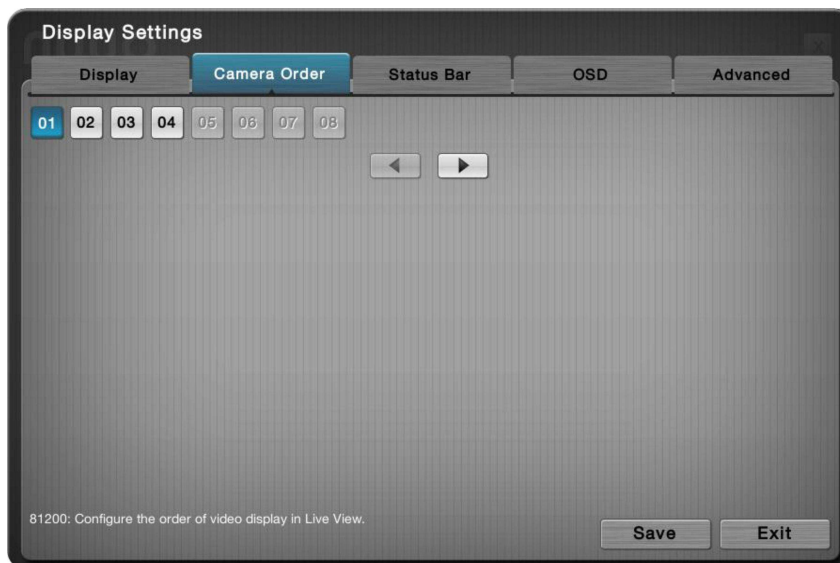 Display Settings
Display Camera Order Status Bar OSD Advanced
01 02 03 04 05 06 07 08
81200: Configure the order of video display in Live View.
Save Exit